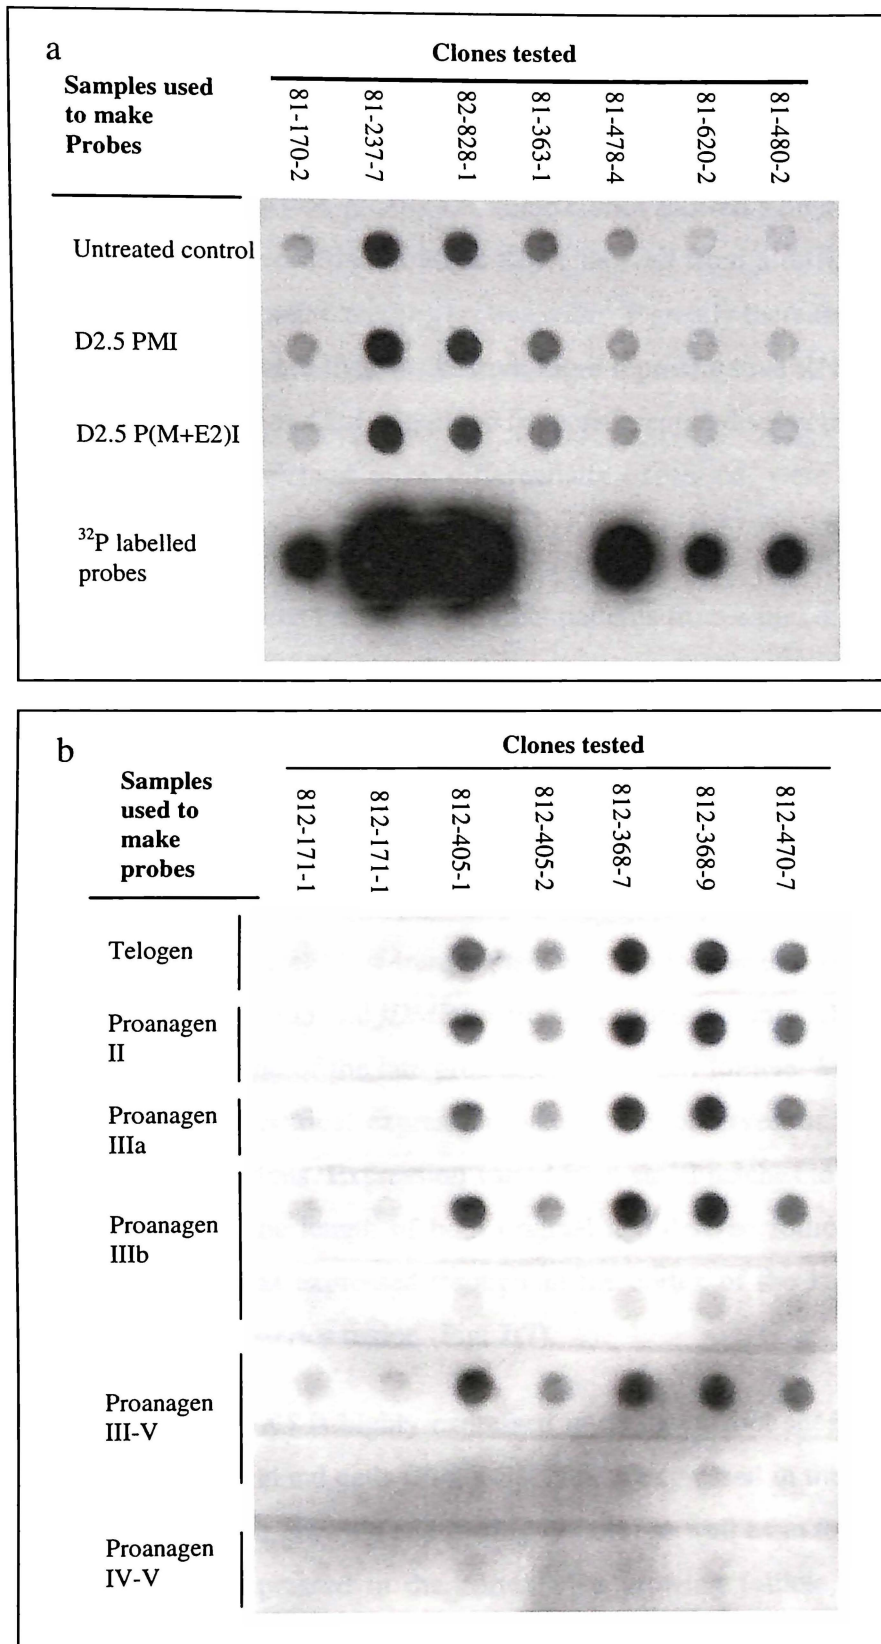 a
Clones tested
Samples used
to make
Probes
81-170-2
81-237-7
82-828-1
81-363-1
81-478-4
81-620-2
81-480-2
Untreated control
D2.5 PMI
D2.5 P(M+E2)I
³²P labelled
probes
b
Clones tested
Samples
used to
make
probes
812-171-1
812-171-1
812-405-1
812-405-2
812-368-7
812-368-9
812-470-7
Telogen
Proanagen
II
Proanagen
IIIa
Proanagen
IIIb
Proanagen
III-V
Proanagen
IV-V